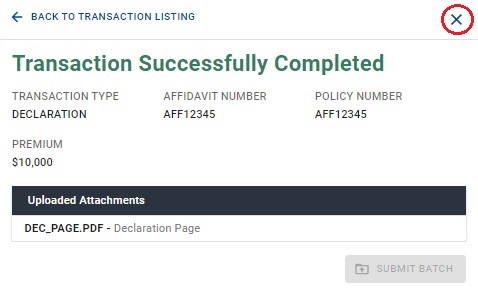 BACK TO TRANSACTION LISTING
Transaction Successfully Completed
TRANSACTION TYPE AFFIDAVIT NUMBER POLICY NUMBER
DECLARATION AFF12345 AFF12345
PREMIUM
$10,000
Uploaded Attachments
DEC_PAGE.PDF - Declaration Page
SUBMIT BATCH